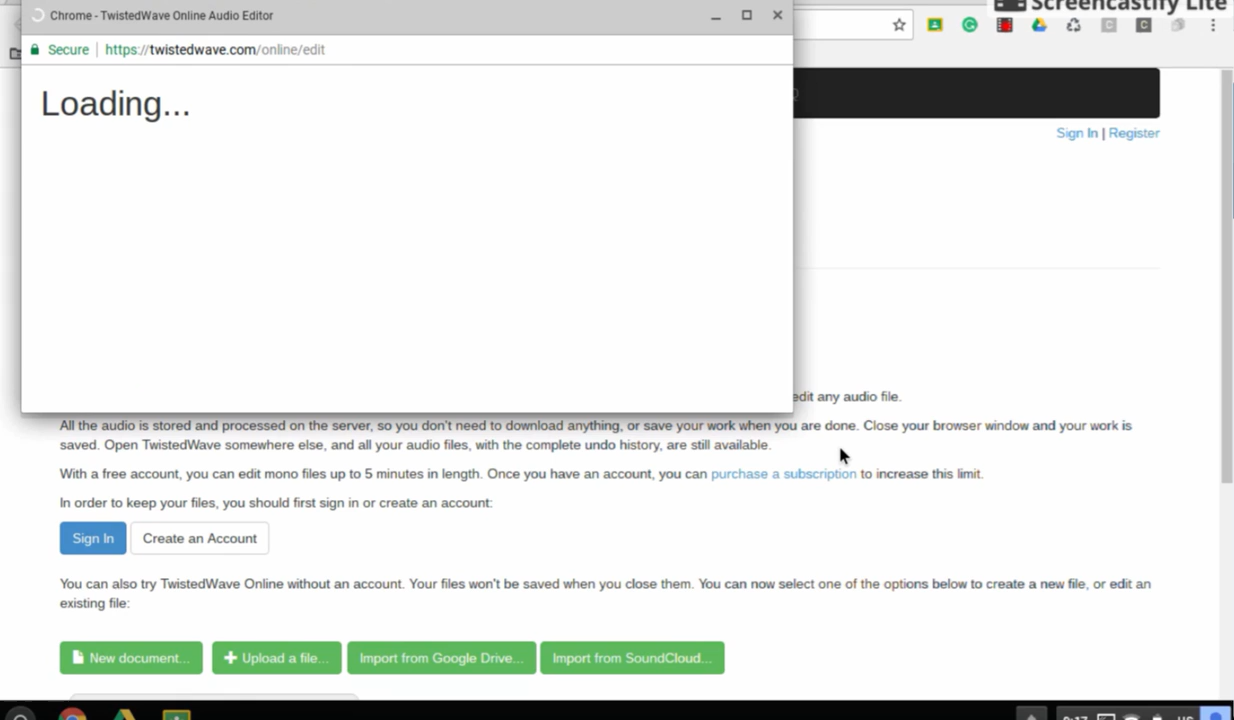 Screencastify Lite
Chrome - TwistedWave Online Audio Editor
Secure | https://twistedwave.com/online/edit
Loading...
Sign In | Register
edit any audio file.
All the audio is stored and processed on the server, so you don't need to download anything, or save your work when you are done. Close your browser window and your work is
saved. Open TwistedWave somewhere else, and all your audio files, with the complete undo history, are still available.
With a free account, you can edit mono files up to 5 minutes in length. Once you have an account, you can purchase a subscription to increase this limit.
In order to keep your files, you should first sign in or create an account:
Sign In Create an Account
You can also try TwistedWave Online without an account. Your files won't be saved when you close them. You can now select one of the options below to create a new file, or edit an
existing file:
New document... Upload a file... Import from Google Drive... Import from SoundCloud...
9:17 US